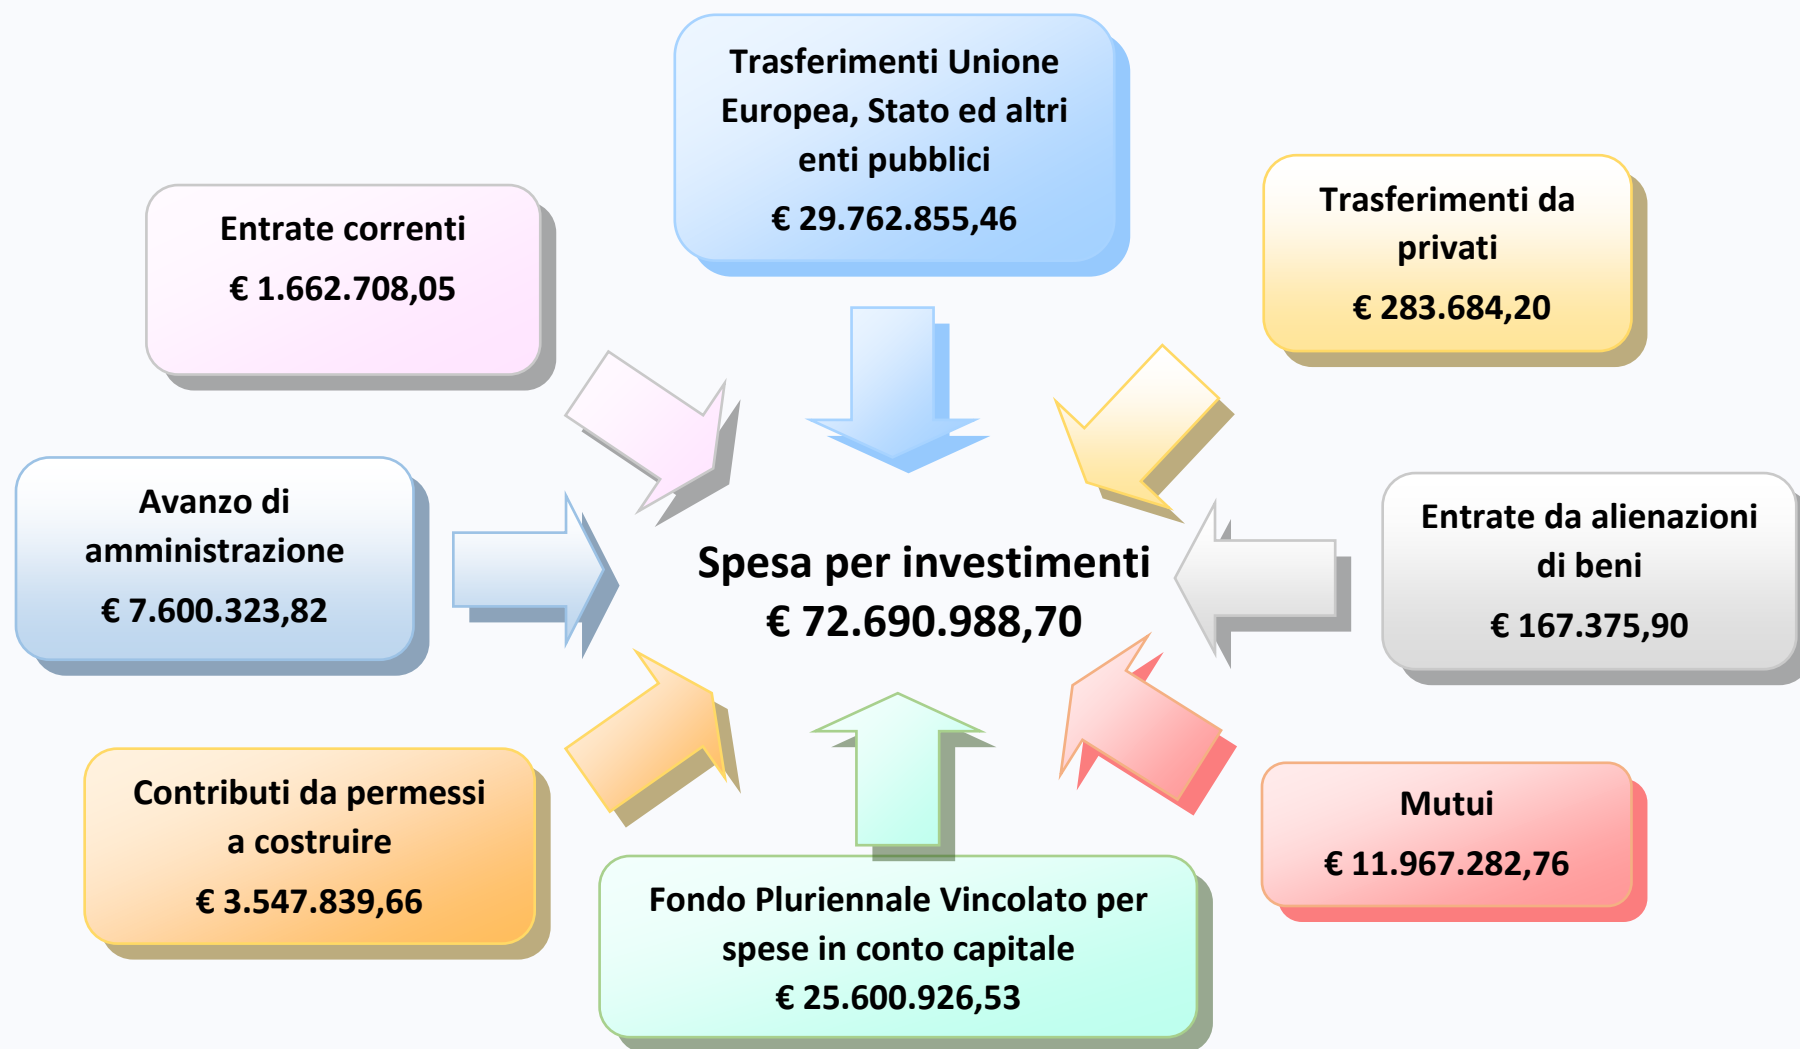 Trasferimenti Unione
Europea, Stato ed altri
enti pubblici
€ 29.762.855,46
Trasferimenti da
privati
€ 283.684,20
Entrate correnti
€ 1.662.708,05
Avanzo di
amministrazione
€ 7.600.323,82
Spesa per investimenti
€ 72.690.988,70
Entrate da alienazioni
di beni
€ 167.375,90
Contributi da permessi
a costruire
€ 3.547.839,66
Fondo Pluriennale Vincolato per
spese in conto capitale
€ 25.600.926,53
Mutui
€ 11.967.282,76